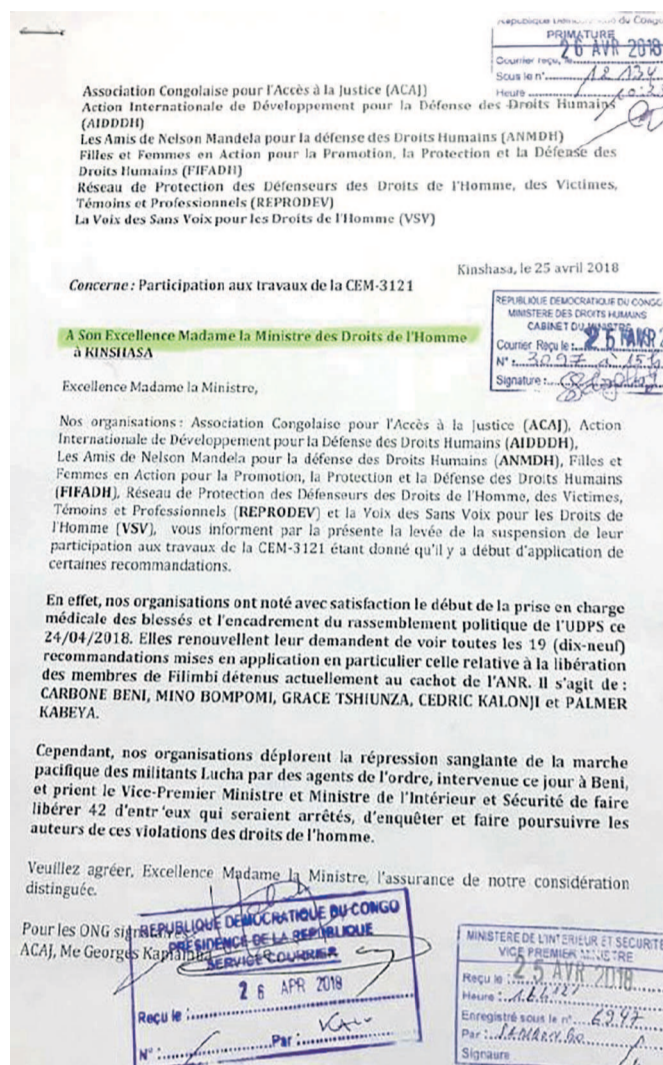 République Démocratique du Congo
PRIMATURE
26 AVR 2018
Courrier reçu, le
Sous le n° 12 134
Heure 10:2
Association Congolaise pour l'Accès à la Justice (ACAJ)
Action Internationale de Développement pour la Défense des Droits Humains
(AIDDDH)
Les Amis de Nelson Mandela pour la défense des Droits Humains (ANMDH)
Filles et Femmes en Action pour la Promotion, la Protection et la Défense des
Droits Humains (FIFADH)
Réseau de Protection des Défenseurs des Droits de l'Homme, des Victimes,
Témoins et Professionnels (REPRODEV)
La Voix des Sans Voix pour les Droits de l'Homme (VSV)
Kinshasa, le 25 avril 2018
Concerne : Participation aux travaux de la CEM-3121
REPUBLIQUE DEMOCRATIQUE DU CONGO
MINISTERE DES DROITS HUMAINS
CABINET DU MINISTRE
Courrier Reçu le :
N° : 3097 à 15h
Signature :
A Son Excellence Madame la Ministre des Droits de l'Homme
à KINSHASA
Excellence Madame la Ministre,
Nos organisations : Association Congolaise pour l'Accès à la Justice (ACAJ), Action
Internationale de Développement pour la Défense des Droits Humains (AIDDDH),
Les Amis de Nelson Mandela pour la défense des Droits Humains (ANMDH), Filles et
Femmes en Action pour la Promotion, la Protection et la Défense des Droits Humains
(FIFADH), Réseau de Protection des Défenseurs des Droits de l'Homme, des Victimes,
Témoins et Professionnels (REPRODEV) et la Voix des Sans Voix pour les Droits de
l'Homme (VSV), vous informent par la présente la levée de la suspension de leur
participation aux travaux de la CEM-3121 étant donné qu'il y a début d'application de
certaines recommandations.
En effet, nos organisations ont noté avec satisfaction le début de la prise en charge
médicale des blessés et l'encadrement du rassemblement politique de l'UDPS ce
24/04/2018. Elles renouvellent leur demandent de voir toutes les 19 (dix-neuf)
recommandations mises en application en particulier celle relative à la libération
des membres de Filimbi détenus actuellement au cachot de l'ANR. Il s'agit de :
CARBONE BENI, MINO BOMPOMI, GRACE TSHIUNZA, CEDRIC KALONJI et PALMER
KABEYA.
Cependant, nos organisations déplorent la répression sanglante de la marche
pacifique des militants Lucha par des agents de l'ordre, intervenue ce jour à Beni,
et prient le Vice-Premier Ministre et Ministre de l'Intérieur et Sécurité de faire
libérer 42 d'entr 'eux qui seraient arrêtés, d'enquêter et faire poursuivre les
auteurs de ces violations des droits de l'homme.
Veuillez agréer, Excellence Madame la Ministre, l'assurance de notre considération
distinguée.
Pour les ONG signataires
ACAJ, Me Georges Kapiamba
REPUBLIQUE DEMOCRATIQUE DU CONGO
PRESIDENCE DE LA REPUBLIQUE
SERVICE COURRIER
26 APR 2018
Reçu le :
N° : Par :
MINISTERE DE L'INTERIEUR ET SECURITE
VICE PREMIER MINISTRE
Reçu le : 25 AVR 2018
Heure :
Enregistré sous le n° 6947
Par :
Signaure